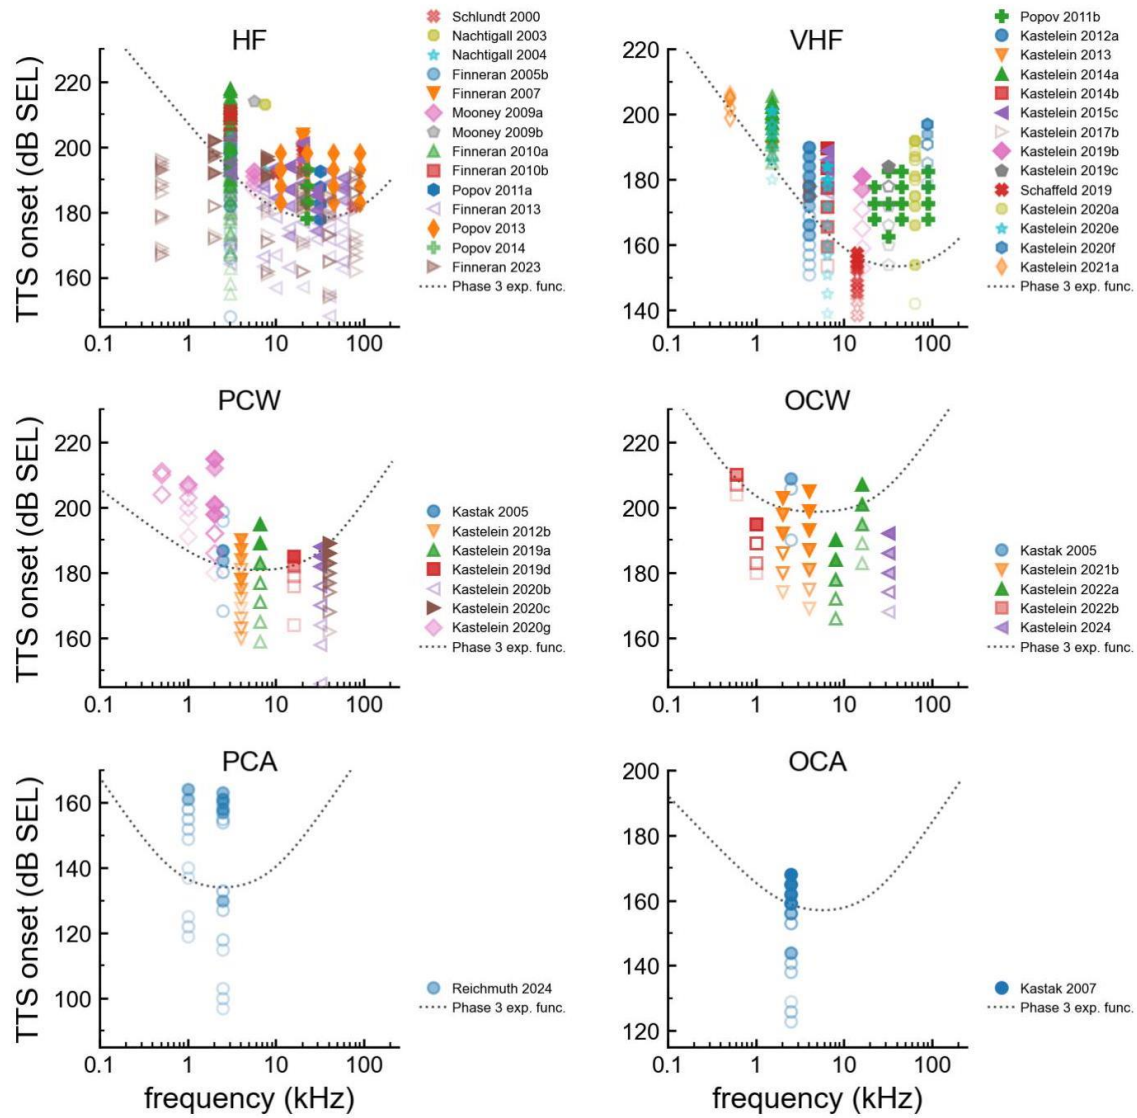 HF
TTS onset (dB SEL)
220
200
180
160
0.1 1 10 100
Schlundt 2000
Nachtigall 2003
Nachtigall 2004
Finneran 2005b
Finneran 2007
Mooney 2009a
Mooney 2009b
Finneran 2010a
Finneran 2010b
Popov 2011a
Finneran 2013
Popov 2013
Popov 2014
Finneran 2023
Phase 3 exp. func.
VHF
220
200
180
160
140
0.1 1 10 100
Popov 2011b
Kastelein 2012a
Kastelein 2013
Kastelein 2014a
Kastelein 2014b
Kastelein 2015c
Kastelein 2017b
Kastelein 2019b
Kastelein 2019c
Schaffeld 2019
Kastelein 2020a
Kastelein 2020e
Kastelein 2020f
Kastelein 2021a
Phase 3 exp. func.
PCW
TTS onset (dB SEL)
220
200
180
160
0.1 1 10 100
Kastak 2005
Kastelein 2012b
Kastelein 2019a
Kastelein 2019d
Kastelein 2020b
Kastelein 2020c
Kastelein 2020g
Phase 3 exp. func.
OCW
220
200
180
160
0.1 1 10 100
Kastak 2005
Kastelein 2021b
Kastelein 2022a
Kastelein 2022b
Kastelein 2024
Phase 3 exp. func.
PCA
TTS onset (dB SEL)
160
140
120
100
0.1 1 10 100
frequency (kHz)
Reichmuth 2024
Phase 3 exp. func.
OCA
200
180
160
140
120
0.1 1 10 100
frequency (kHz)
Kastak 2007
Phase 3 exp. func.